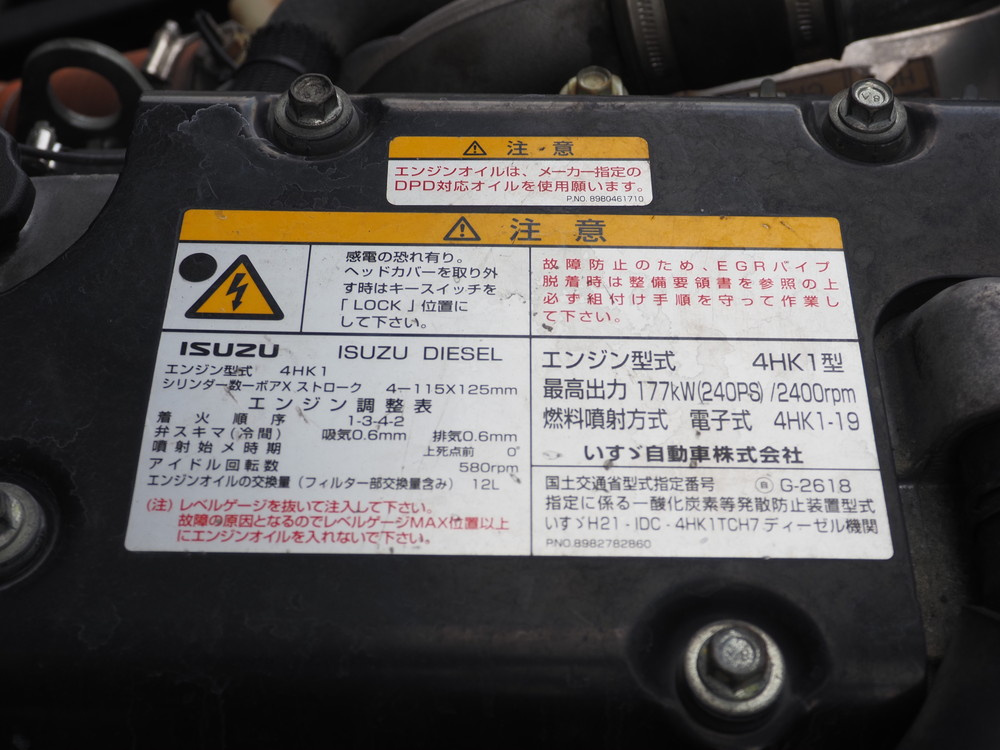 注意
エンジンオイルは、メーカー指定の
DPD対応オイルを使用願います。
P.NO. 8980461710
注意
感電の恐れ有り。
ヘッドカバーを取り外
す時はキースイッチを
「LOCK」位置に
して下さい。
故障防止のため、EGRパイプ
脱着時は整備要領書を参照の上
必ず組付け手順を守って作業し
て下さい。
ISUZU ISUZU DIESEL
エンジン型式 4HK1
シリンダー数ーボアXストローク 4ー115X125mm
エンジン調整表
着火順序 1-3-4-2
弁スキマ(冷間) 吸気0.6mm 排気0.6mm
噴射始メ時期 上死点前 0°
アイドル回転数 580rpm
エンジンオイルの交換量(フィルター部交換量含み) 12L
(注)レベルゲージを抜いて注入して下さい。
故障の原因となるのでレベルゲージMAX位置以上
にエンジンオイルを入れないで下さい。
エンジン型式 4HK1型
最高出力 177kW(240PS)/2400rpm
燃料噴射方式 電子式 4HK1-19
いすゞ自動車株式会社
国土交通省型式指定番号 Ⓑ G-2618
指定に係る一酸化炭素等発散防止装置型式
いすゞH21-IDC-4HK1TCH7ディーゼル機関
P.NO.8982782860